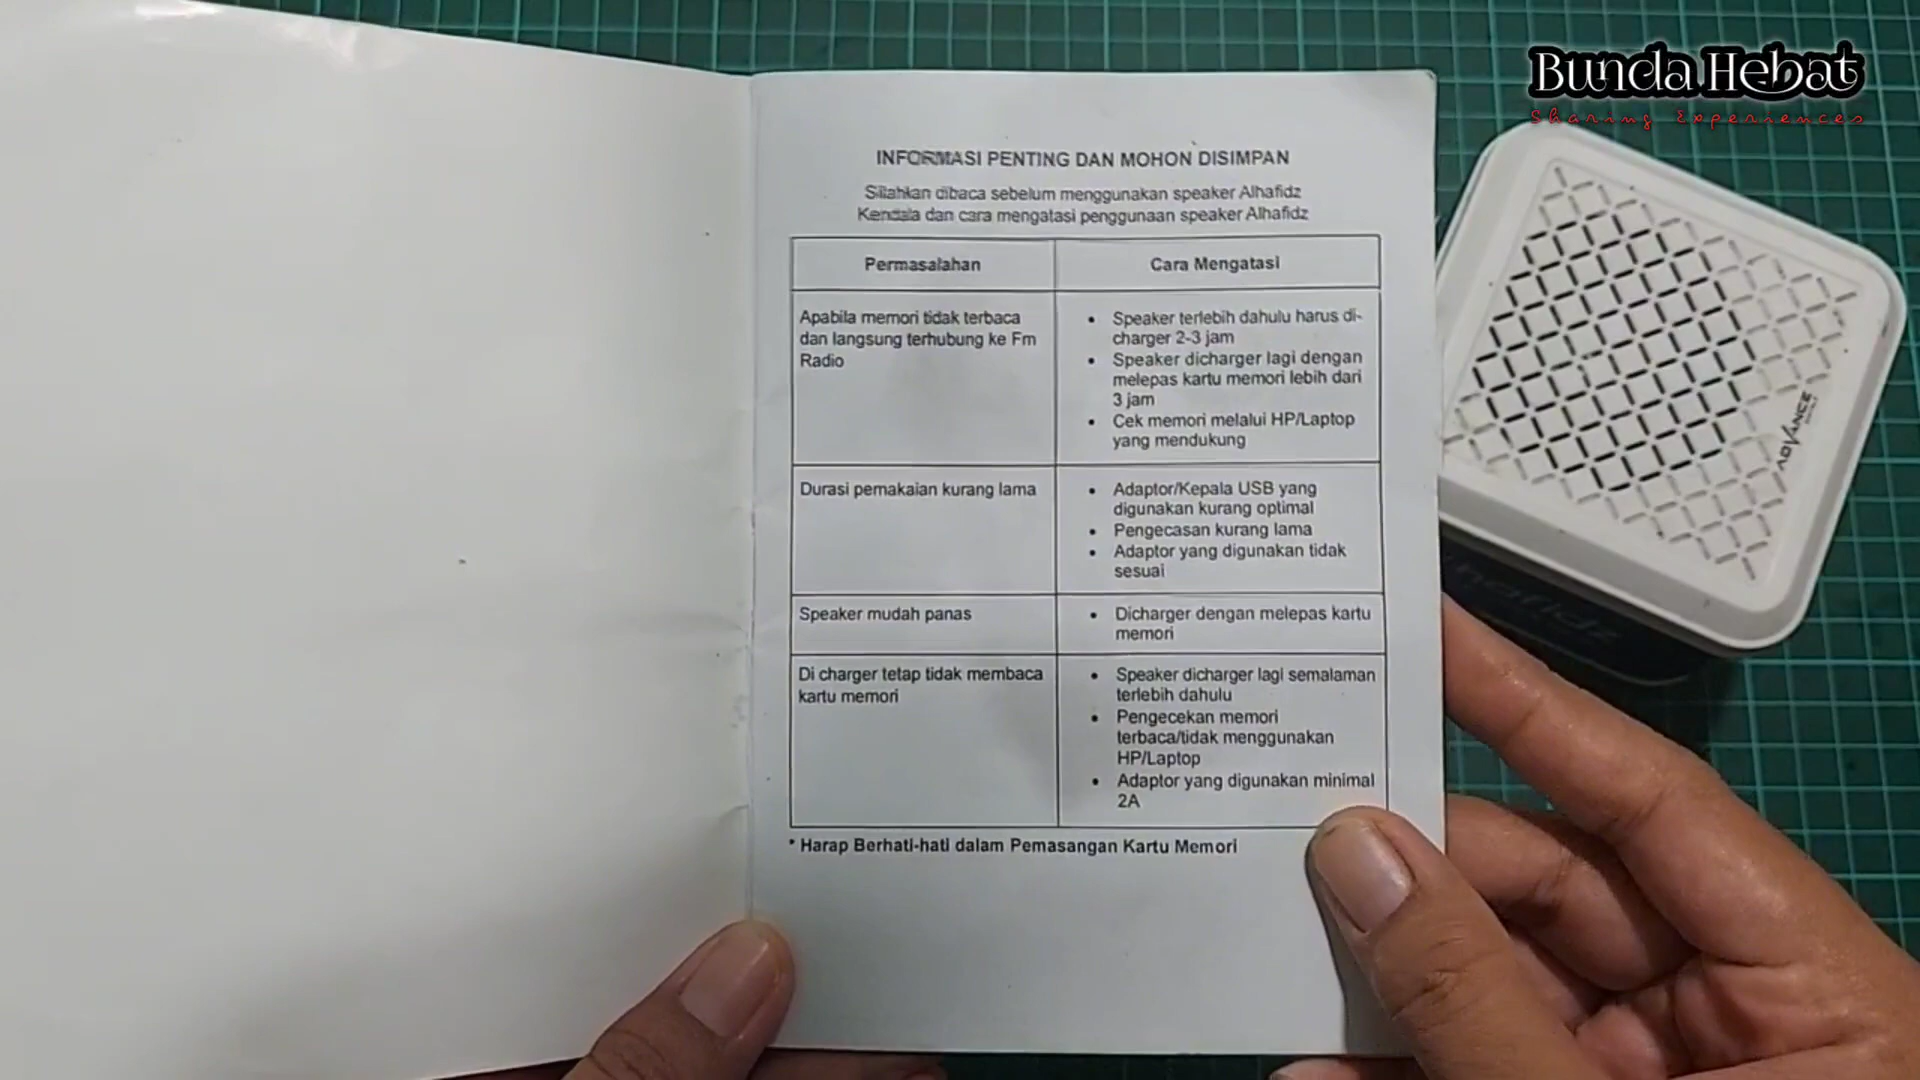 Bunda Hebat
Sharing Experiences
INFORMASI PENTING DAN MOHON DISIMPAN
Silahkan dibaca sebelum menggunakan speaker Alhafidz
Kendala dan cara mengatasi penggunaan speaker Alhafidz
Permasalahan
Cara Mengatasi
Apabila memori tidak terbaca
dan langsung terhubung ke Fm
Radio
• Speaker terlebih dahulu harus di-
charger 2-3 jam
• Speaker dicharger lagi dengan
melepas kartu memori lebih dari
3 jam
• Cek memori melalui HP/Laptop
yang mendukung
Durasi pemakaian kurang lama
• Adaptor/Kepala USB yang
digunakan kurang optimal
• Pengecasan kurang lama
• Adaptor yang digunakan tidak
sesuai
Speaker mudah panas
• Dicharger dengan melepas kartu
memori
Di charger tetap tidak membaca
kartu memori
• Speaker dicharger lagi semalaman
terlebih dahulu
• Pengecekan memori
terbaca/tidak menggunakan
HP/Laptop
• Adaptor yang digunakan minimal
2A
* Harap Berhati-hati dalam Pemasangan Kartu Memori
ADVANCE